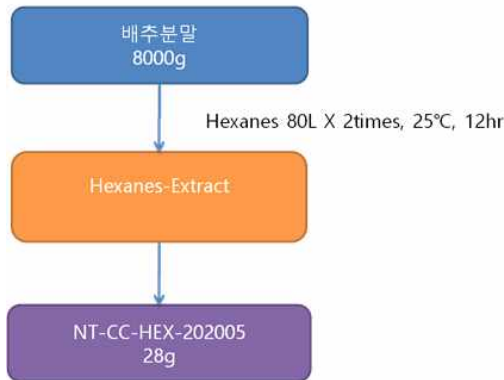 배추분말
8000g
Hexanes 80L X 2times, 25℃, 12hr
Hexanes-Extract
NT-CC-HEX-202005
28g